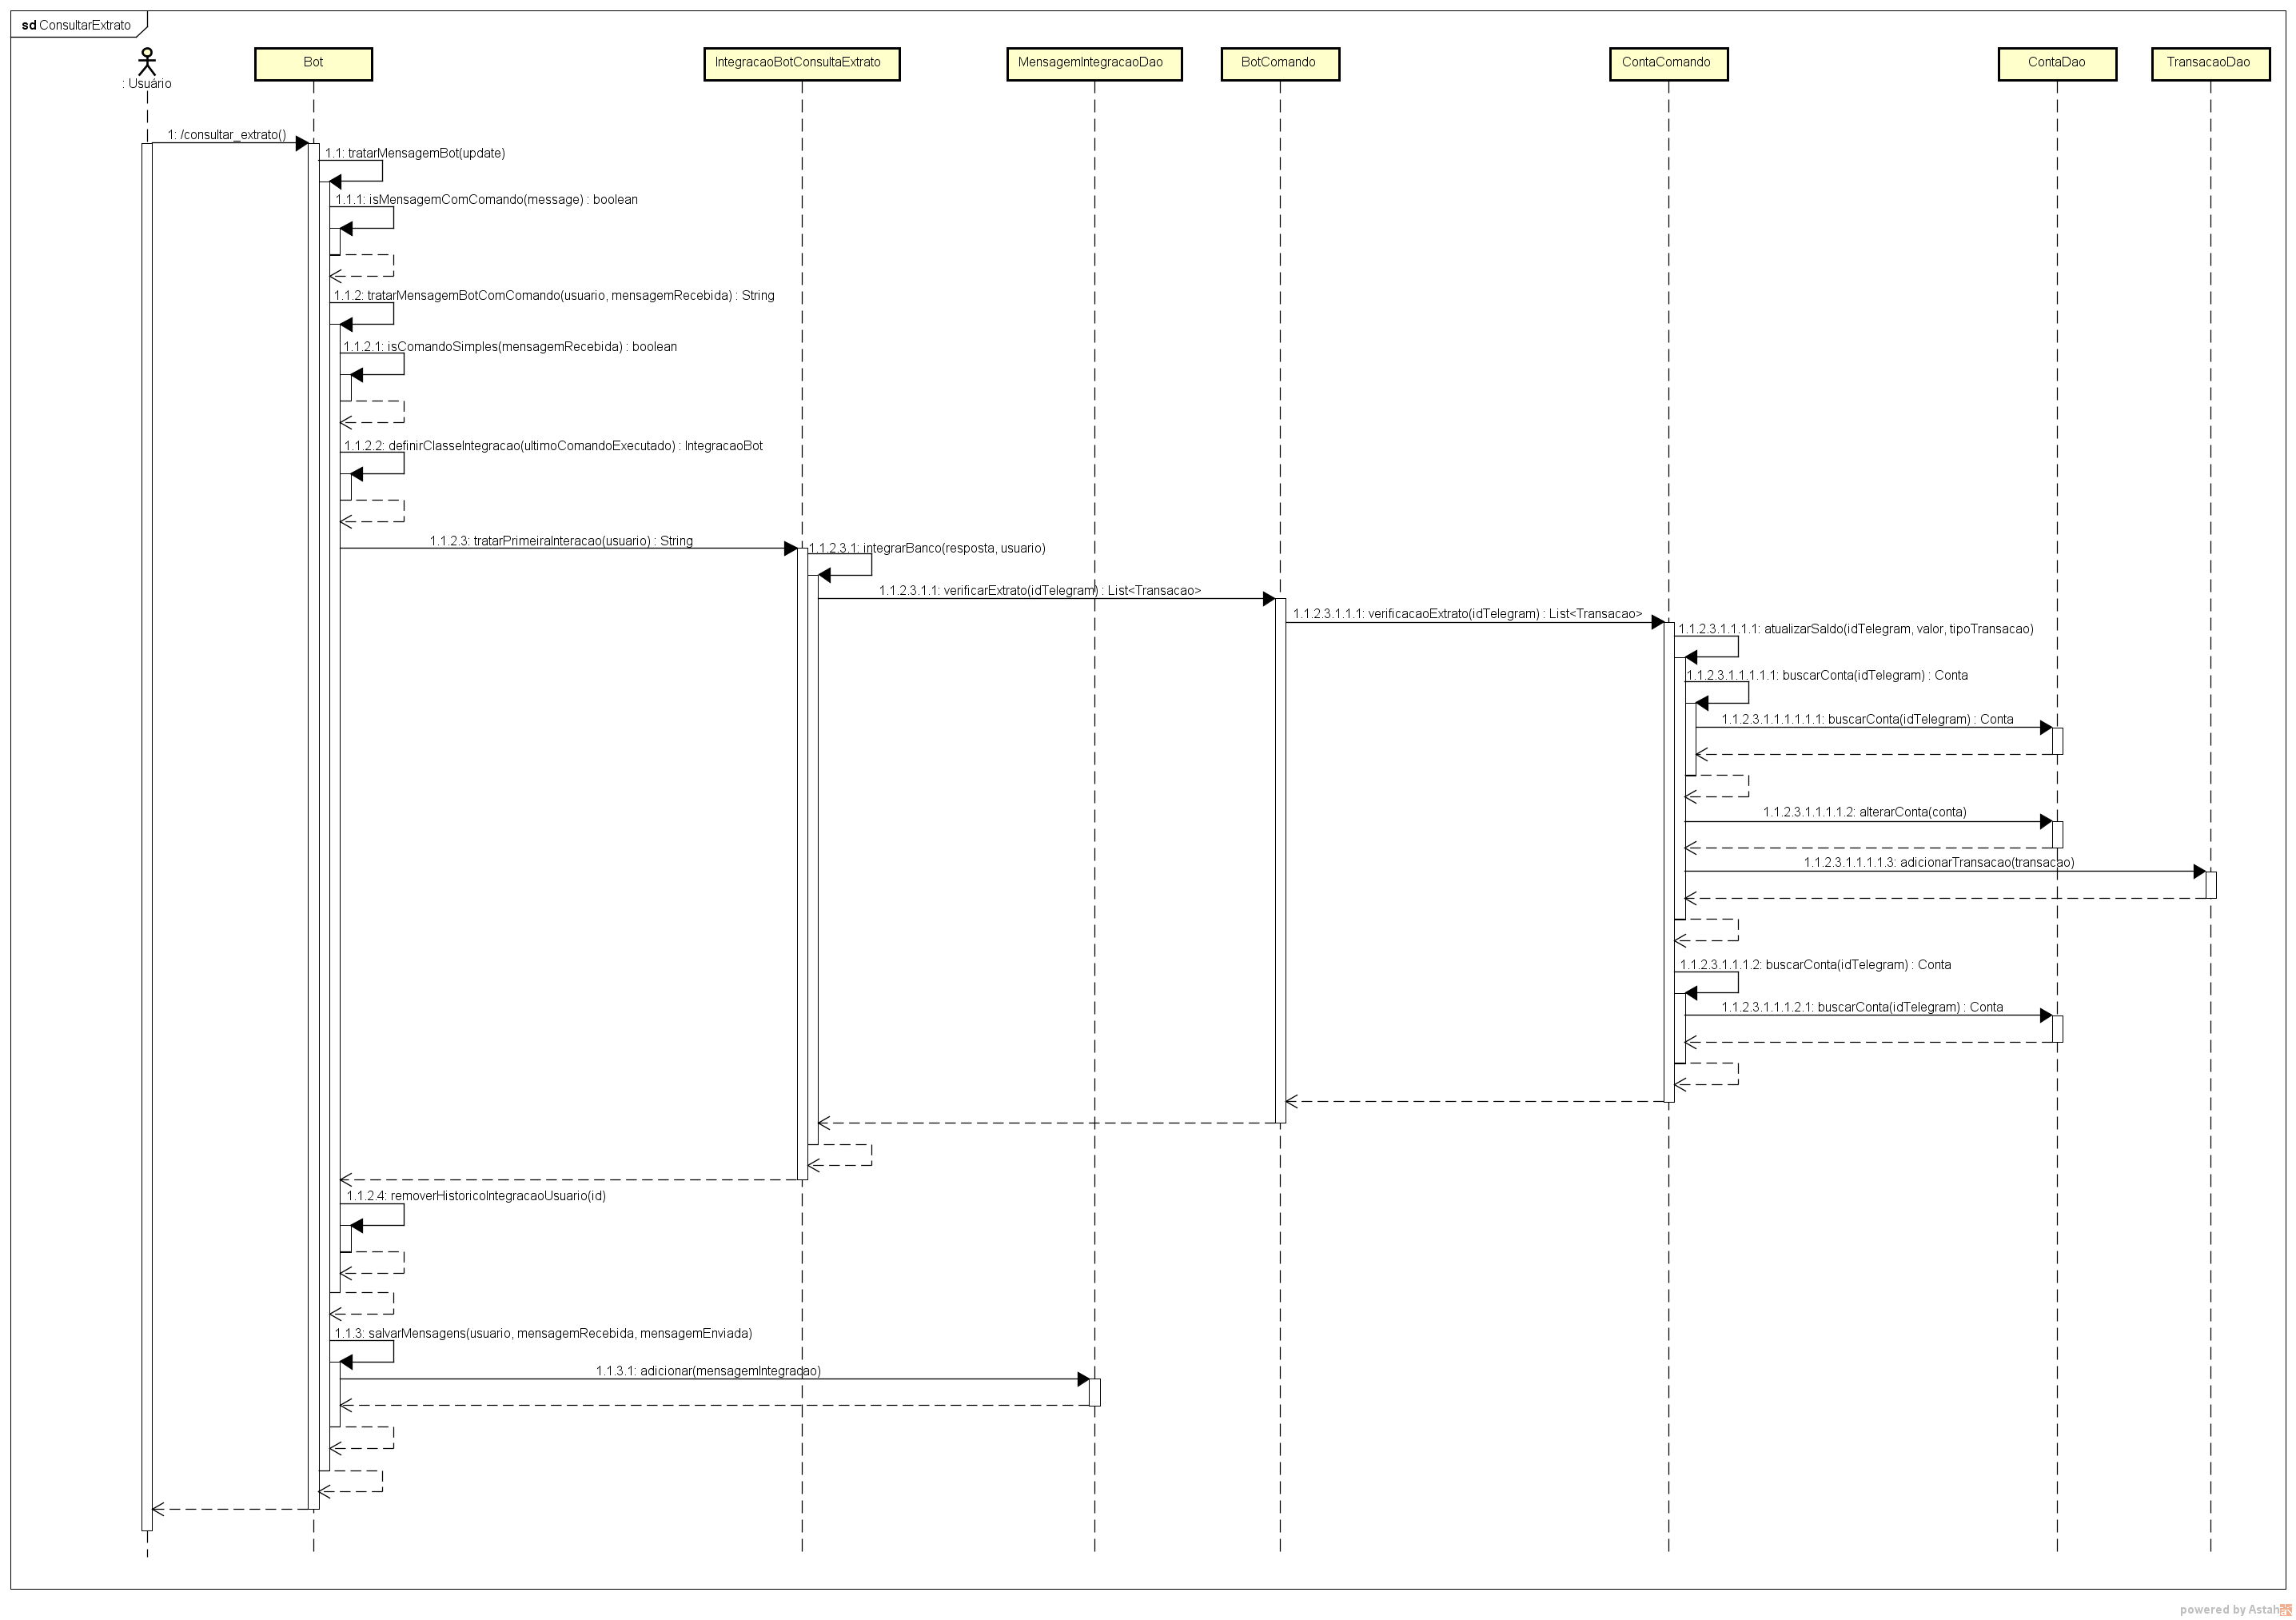 sd ConsultarExtrato
: Usuário
Bot
IntegracaoBotConsultaExtrato
MensagemIntegracaoDao
BotComando
ContaComando
ContaDao
TransacaoDao
1: /consultar_extrato()
1.1: tratarMensagemBot(update)
1.1.1: isMensagemComComando(message) : boolean
1.1.2: tratarMensagemBotComComando(usuario, mensagemRecebida) : String
1.1.2.1: isComandoSimples(mensagemRecebida) : boolean
1.1.2.2: definirClasseIntegracao(ultimoComandoExecutado) : IntegracaoBot
1.1.2.3: tratarPrimeiraInteracao(usuario) : String
1.1.2.3.1: integrarBanco(resposta, usuario)
1.1.2.3.1.1: verificarExtrato(idTelegram) : List<Transacao>
1.1.2.3.1.1.1: verificacaoExtrato(idTelegram) : List<Transacao>
1.1.2.3.1.1.1.1: atualizarSaldo(idTelegram, valor, tipoTransacao)
1.1.2.3.1.1.1.1.1: buscarConta(idTelegram) : Conta
1.1.2.3.1.1.1.1.1.1: buscarConta(idTelegram) : Conta
1.1.2.3.1.1.1.1.2: alterarConta(conta)
1.1.2.3.1.1.1.1.3: adicionarTransacao(transacao)
1.1.2.3.1.1.1.2: buscarConta(idTelegram) : Conta
1.1.2.3.1.1.1.2.1: buscarConta(idTelegram) : Conta
1.1.2.4: removerHistoricoIntegracaoUsuario(id)
1.1.3: salvarMensagens(usuario, mensagemRecebida, mensagemEnviada)
1.1.3.1: adicionar(mensagemIntegracao)
powered by Astah